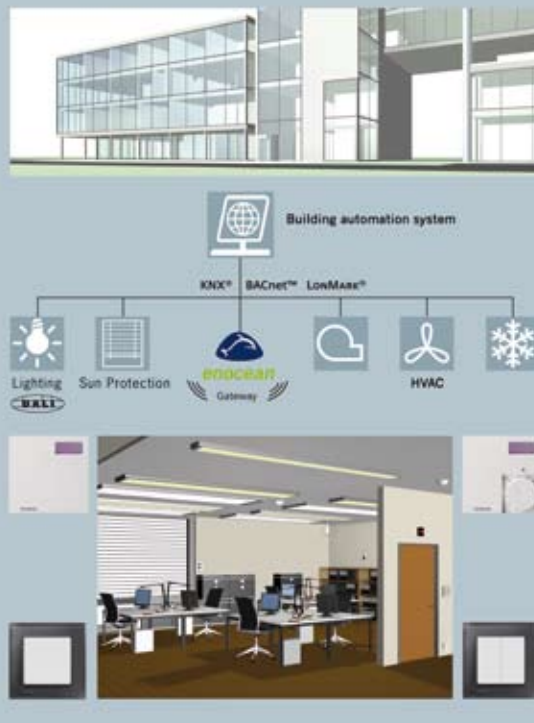 Building automation system
KNX® BACnet™ LONMARK®
Lighting
Sun Protection
enocean
Gateway
HVAC
DALI